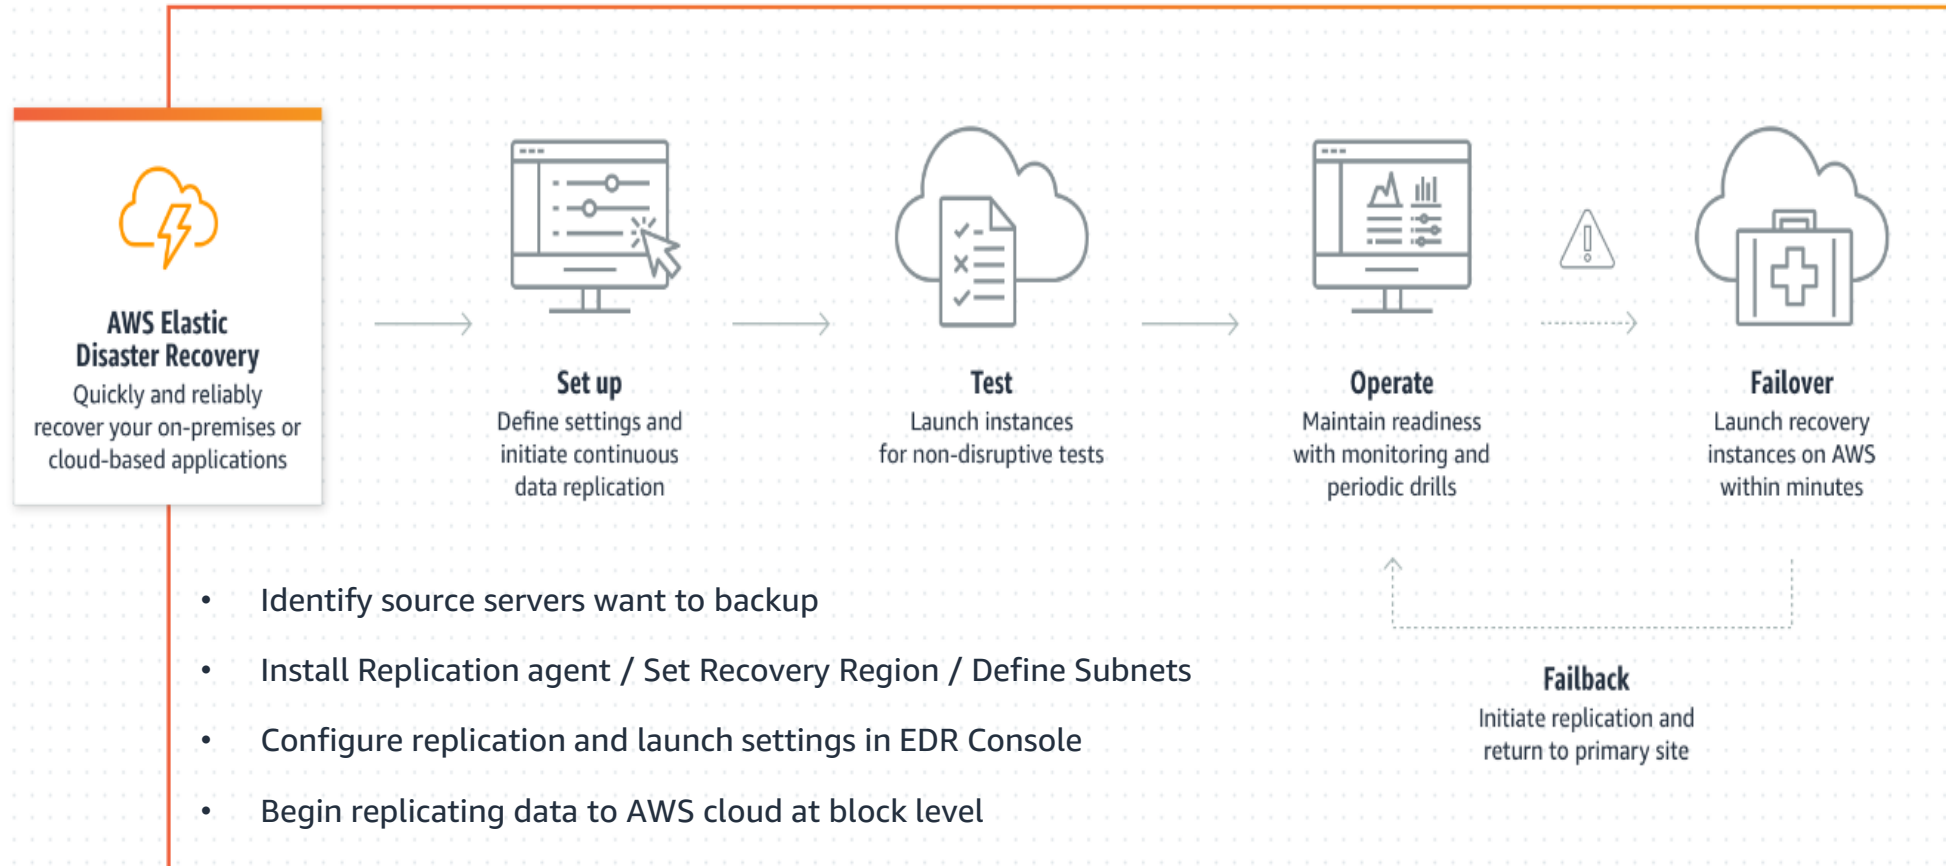 AWS Elastic
Disaster Recovery
Quickly and reliably
recover your on-premises or
cloud-based applications
Set up
Define settings and
initiate continuous
data replication
Test
Launch instances
for non-disruptive tests
Operate
Maintain readiness
with monitoring and
periodic drills
Failover
Launch recovery
instances on AWS
within minutes
Failback
Initiate replication and
return to primary site
• Identify source servers want to backup
• Install Replication agent / Set Recovery Region / Define Subnets
• Configure replication and launch settings in EDR Console
• Begin replicating data to AWS cloud at block level